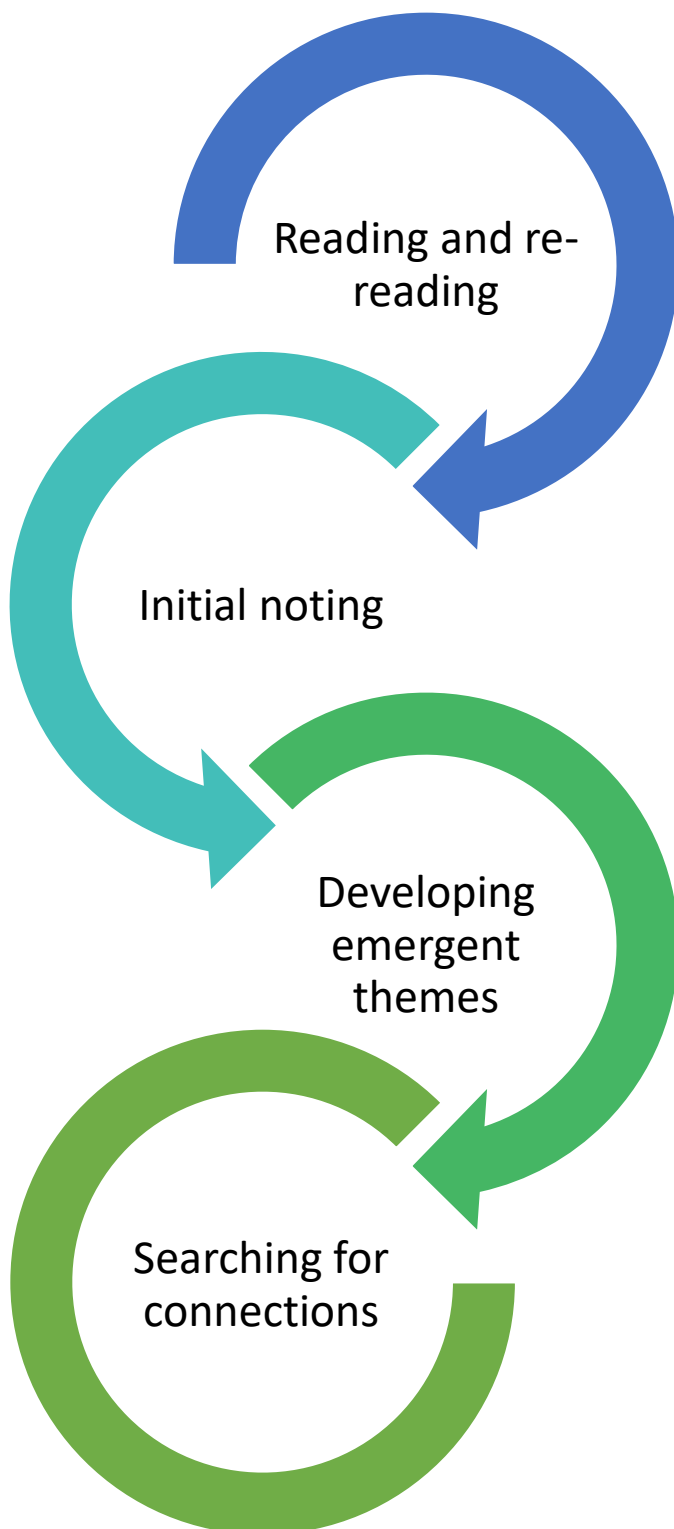 Reading and re-
reading
Initial noting
Developing
emergent
themes
Searching for
connections